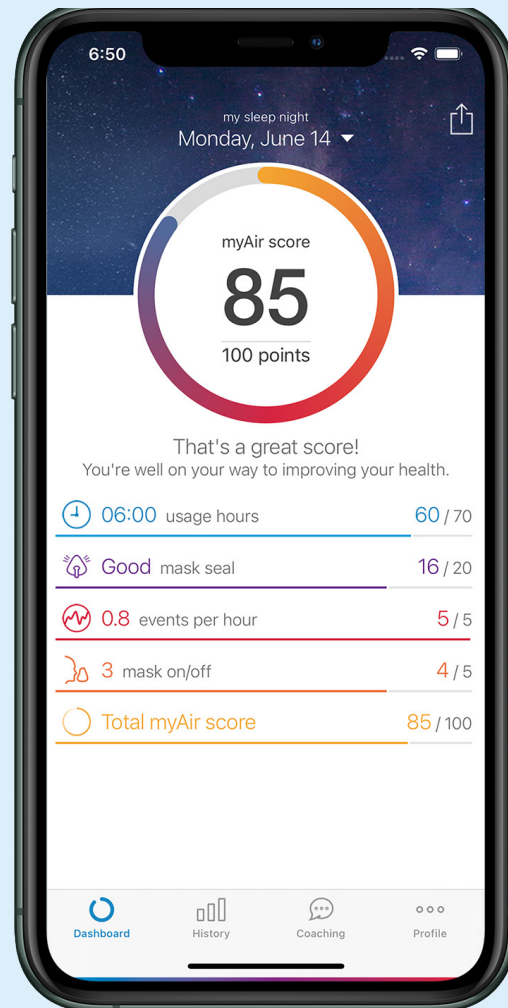 6:50
my sleep night
Monday, June 14
myAir score
85
100 points
That's a great score!
You're well on your way to improving your health.
06:00 usage hours 60 / 70
Good mask seal 16 / 20
0.8 events per hour 5 / 5
3 mask on/off 4 / 5
Total myAir score 85 / 100
Dashboard History Coaching Profile